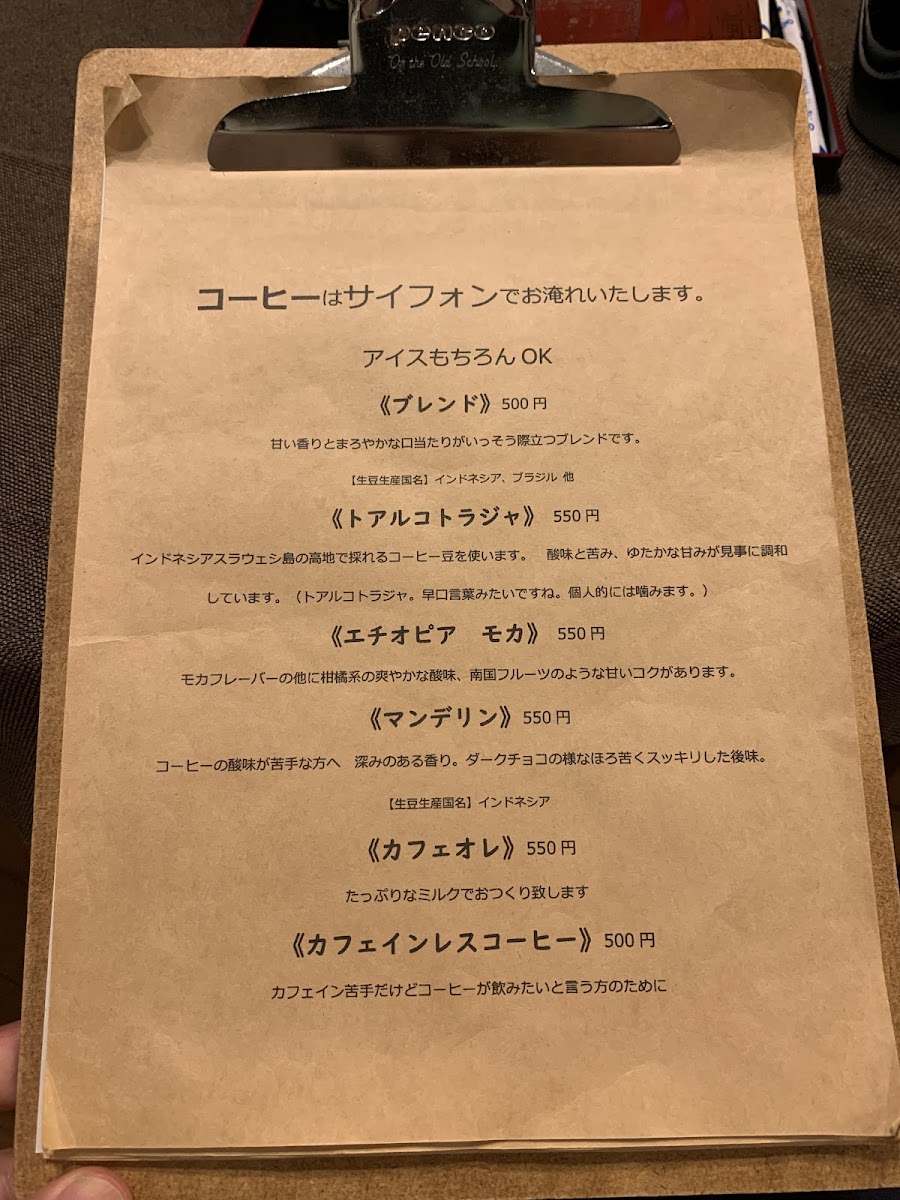 penco
On the Old School.
コーヒーはサイフォンでお淹れいたします。
アイスもちろん OK
《ブレンド》500 円
甘い香りとまろやかな口当たりがいっそう際立つブレンドです。
【生豆生産国名】インドネシア、ブラジル 他
《トアルコトラジャ》 550 円
インドネシアスラウェシ島の高地で採れるコーヒー豆を使います。　酸味と苦み、ゆたかな甘みが見事に調和
しています。（トアルコトラジャ。早口言葉みたいですね。個人的には噛みます。）
《エチオピア　モカ》 550 円
モカフレーバーの他に柑橘系の爽やかな酸味、南国フルーツのような甘いコクがあります。
《マンデリン》550 円
コーヒーの酸味が苦手な方へ　深みのある香り。ダークチョコの様なほろ苦くスッキリした後味。
【生豆生産国名】インドネシア
《カフェオレ》550 円
たっぷりなミルクでおつくり致します
《カフェインレスコーヒー》500 円
カフェイン苦手だけどコーヒーが飲みたいと言う方のために